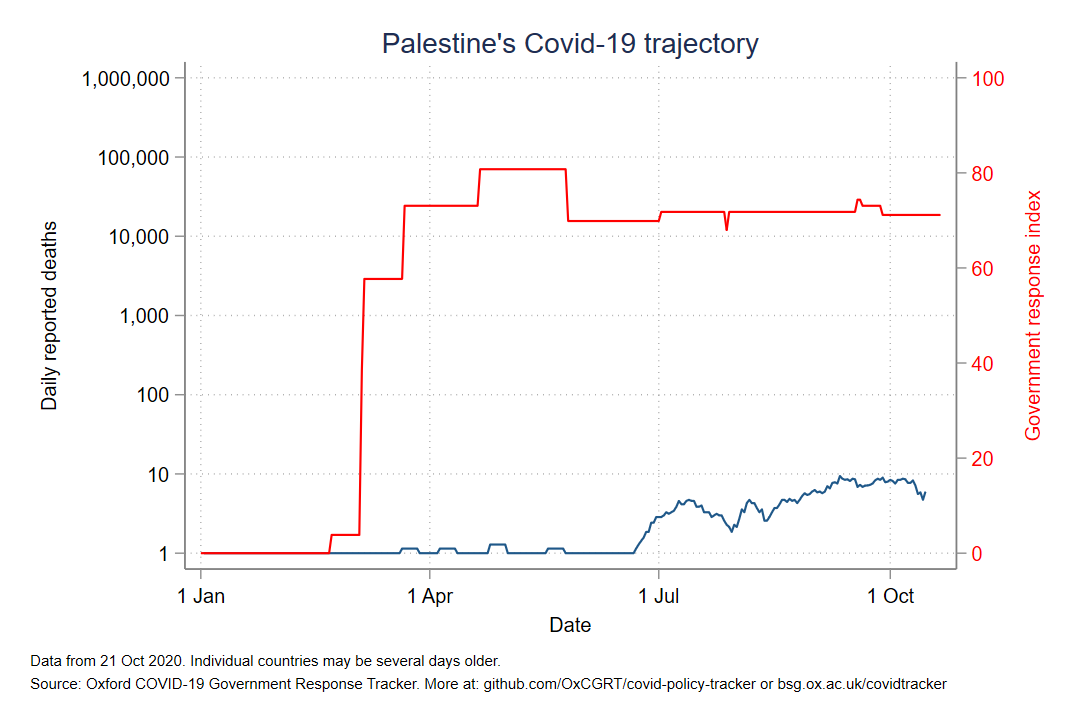 Palestine's Covid-19 trajectory
1,000,000
100,000
10,000
1,000
100
10
1
Daily reported deaths
100
80
60
40
20
0
Government response index
1 Jan
1 Apr
1 Jul
1 Oct
Date
Data from 21 Oct 2020. Individual countries may be several days older.
Source: Oxford COVID-19 Government Response Tracker. More at: github.com/OxCGRT/covid-policy-tracker or bsg.ox.ac.uk/covidtracker